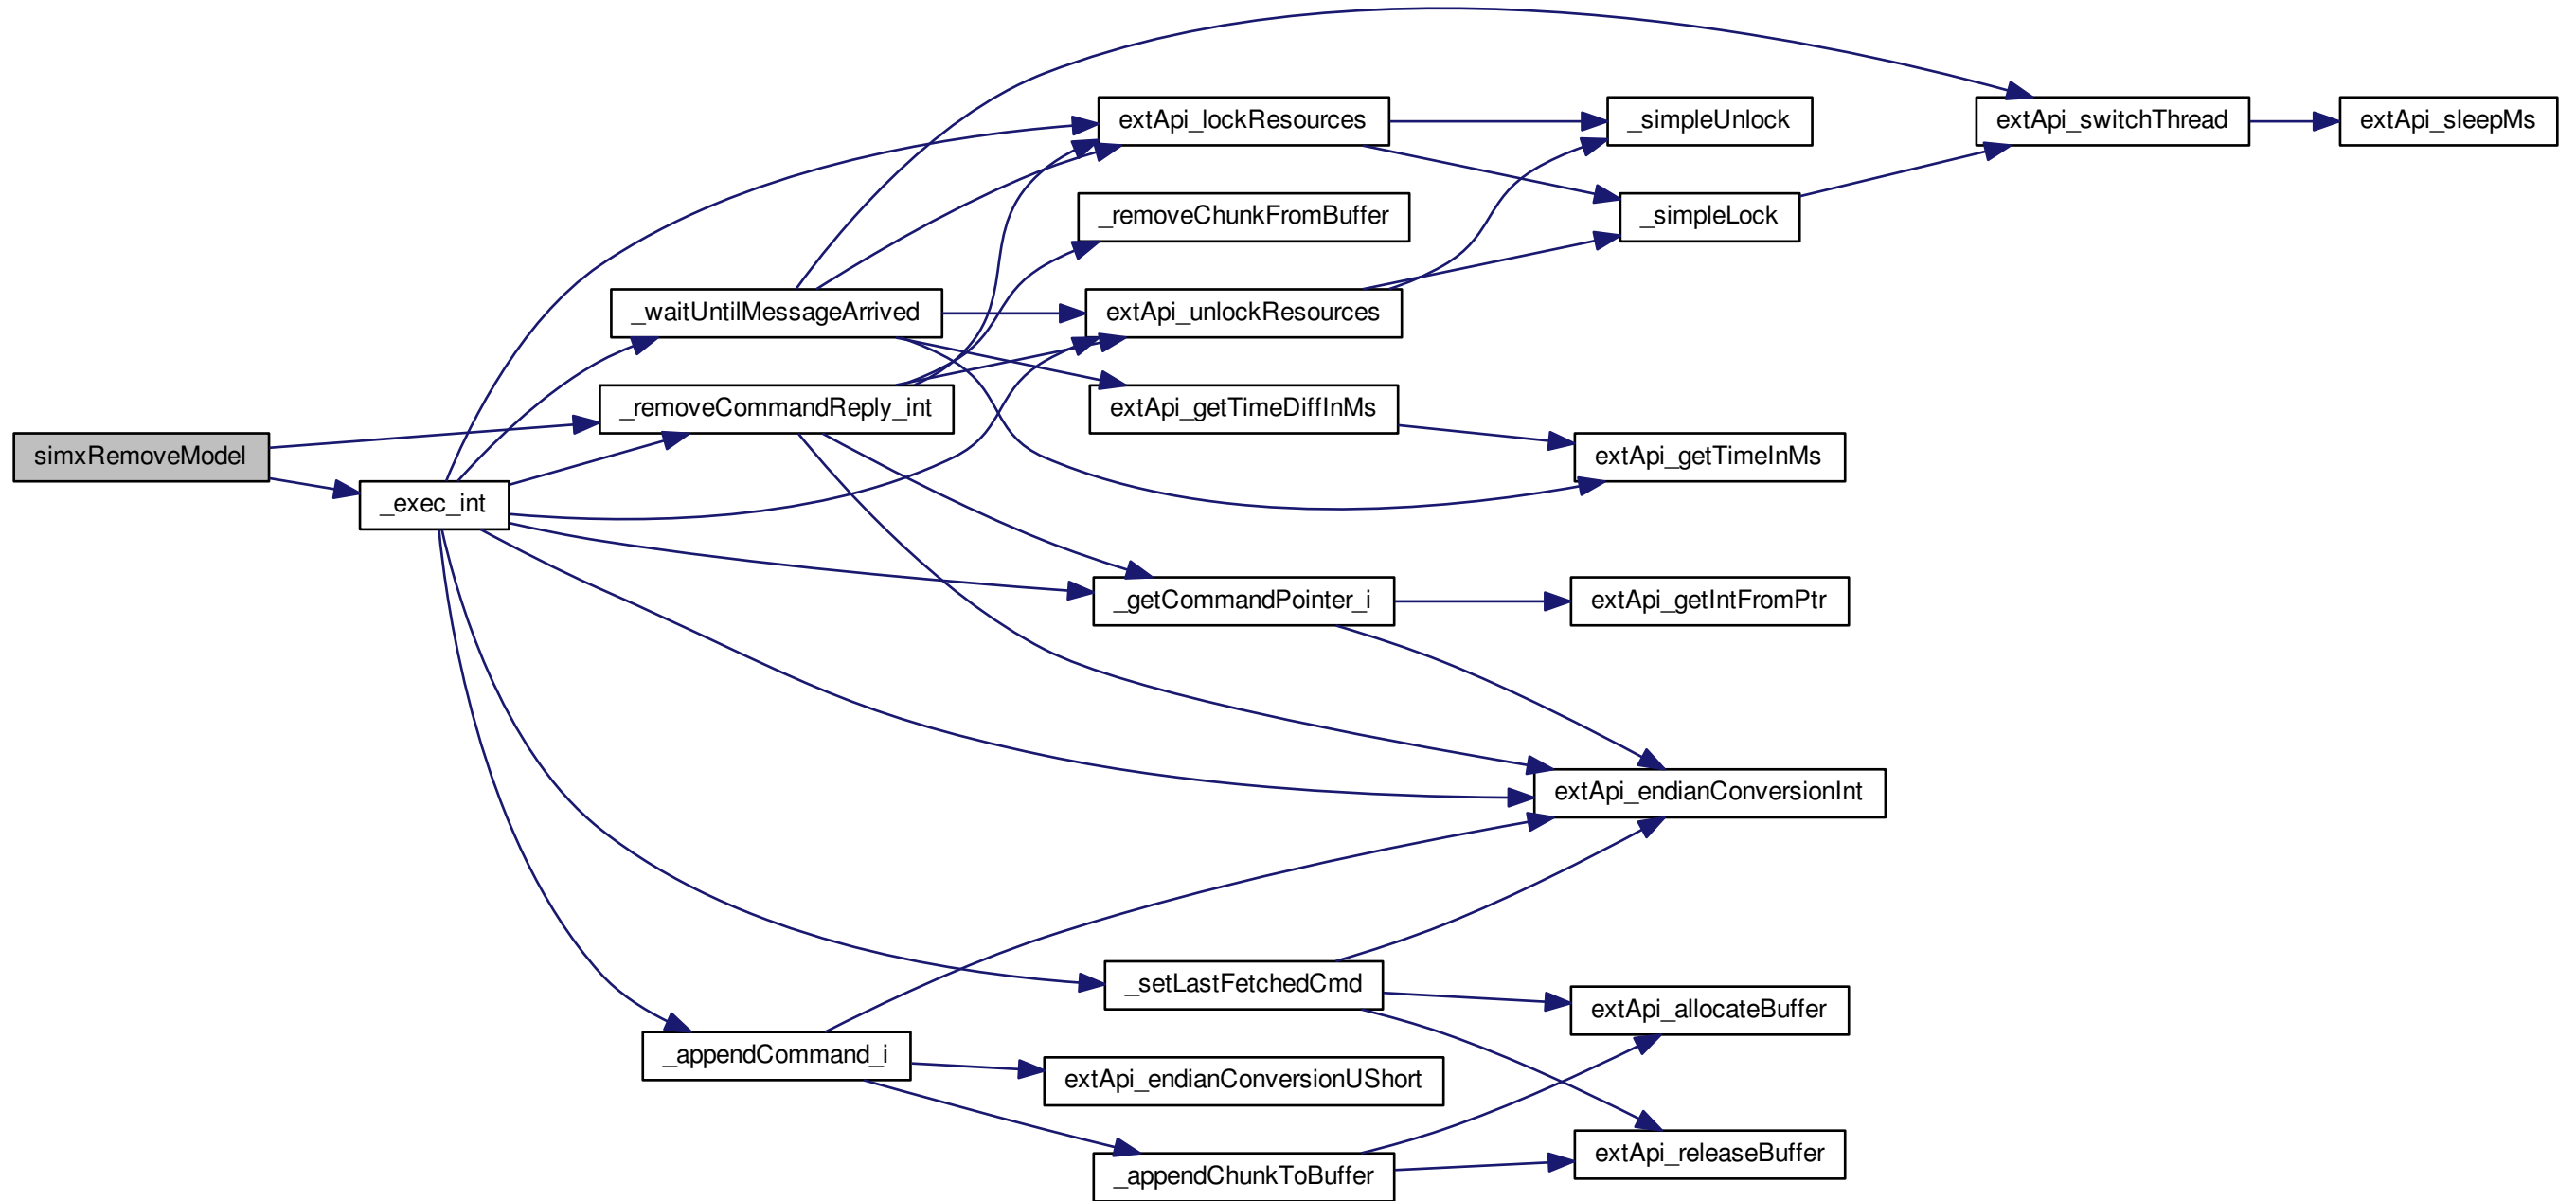 extApi_lockResources
_simpleUnlock
extApi_switchThread
extApi_sleepMs
_removeChunkFromBuffer
_simpleLock
_waitUntilMessageArrived
extApi_unlockResources
_removeCommandReply_int
extApi_getTimeDiffInMs
simxRemoveModel
extApi_getTimeInMs
_exec_int
_getCommandPointer_i
extApi_getIntFromPtr
extApi_endianConversionInt
_setLastFetchedCmd
extApi_allocateBuffer
_appendCommand_i
extApi_endianConversionUShort
extApi_releaseBuffer
_appendChunkToBuffer